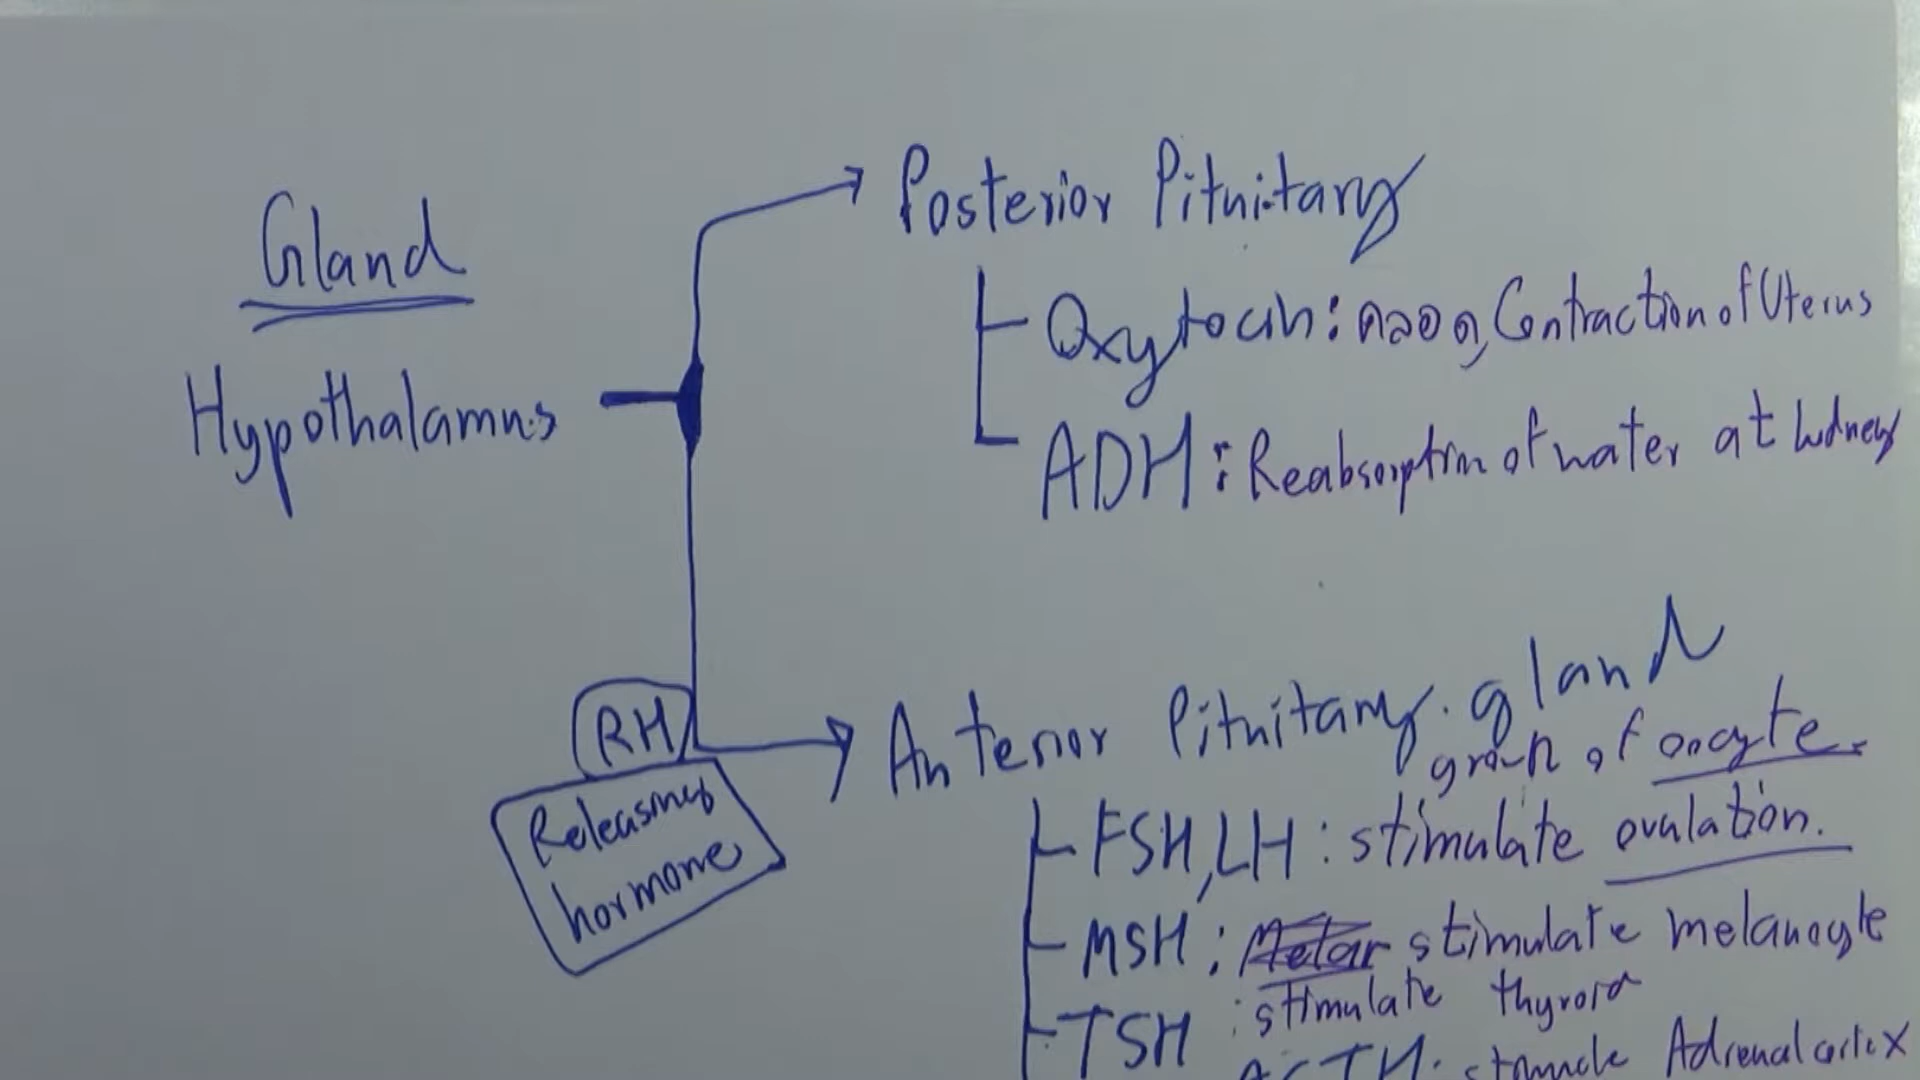 Gland
Hypothalamus
Posterior Pituitary
Oxytocin: คลอด, Contraction of Uterus
ADH: Reabsorption of water at kidney
RH
Releasing
hormone
Anterior Pituitary gland
growth of oocyte.
FSH, LH: stimulate ovulation.
MSH: stimulate melanocyte
TSH: stimulate thyroid
ACTH: Adrenal cortex